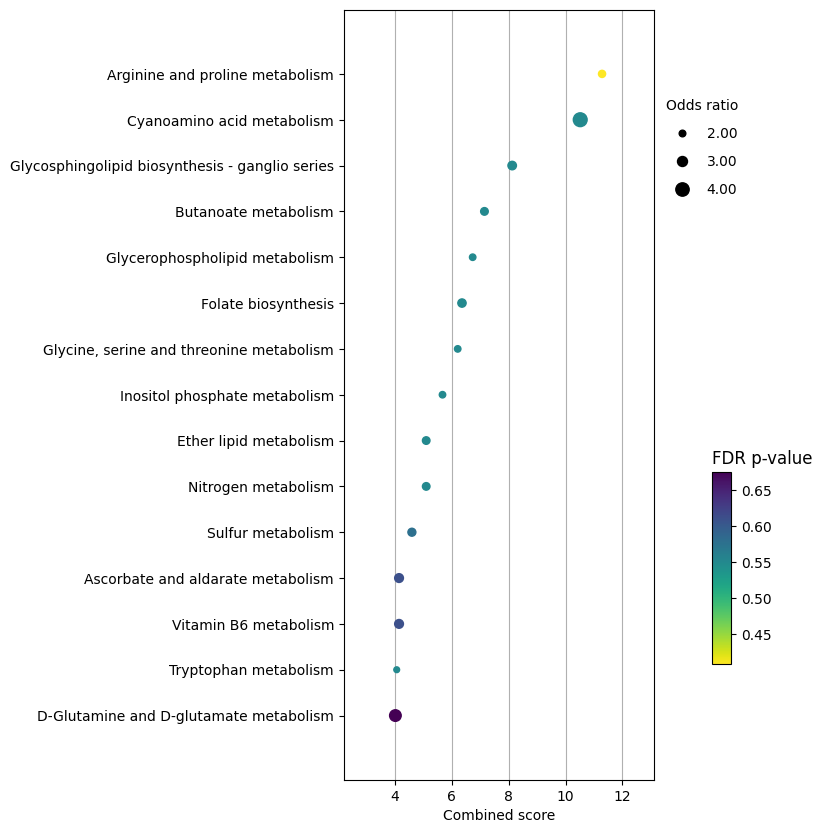 Arginine and proline metabolism
Cyanoamino acid metabolism
Glycosphingolipid biosynthesis - ganglio series
Butanoate metabolism
Glycerophospholipid metabolism
Folate biosynthesis
Glycine, serine and threonine metabolism
Inositol phosphate metabolism
Ether lipid metabolism
Nitrogen metabolism
Sulfur metabolism
Ascorbate and aldarate metabolism
Vitamin B6 metabolism
Tryptophan metabolism
D-Glutamine and D-glutamate metabolism
4 6 8 10 12
Combined score
Odds ratio
2.00
3.00
4.00
FDR p-value
0.65
0.60
0.55
0.50
0.45